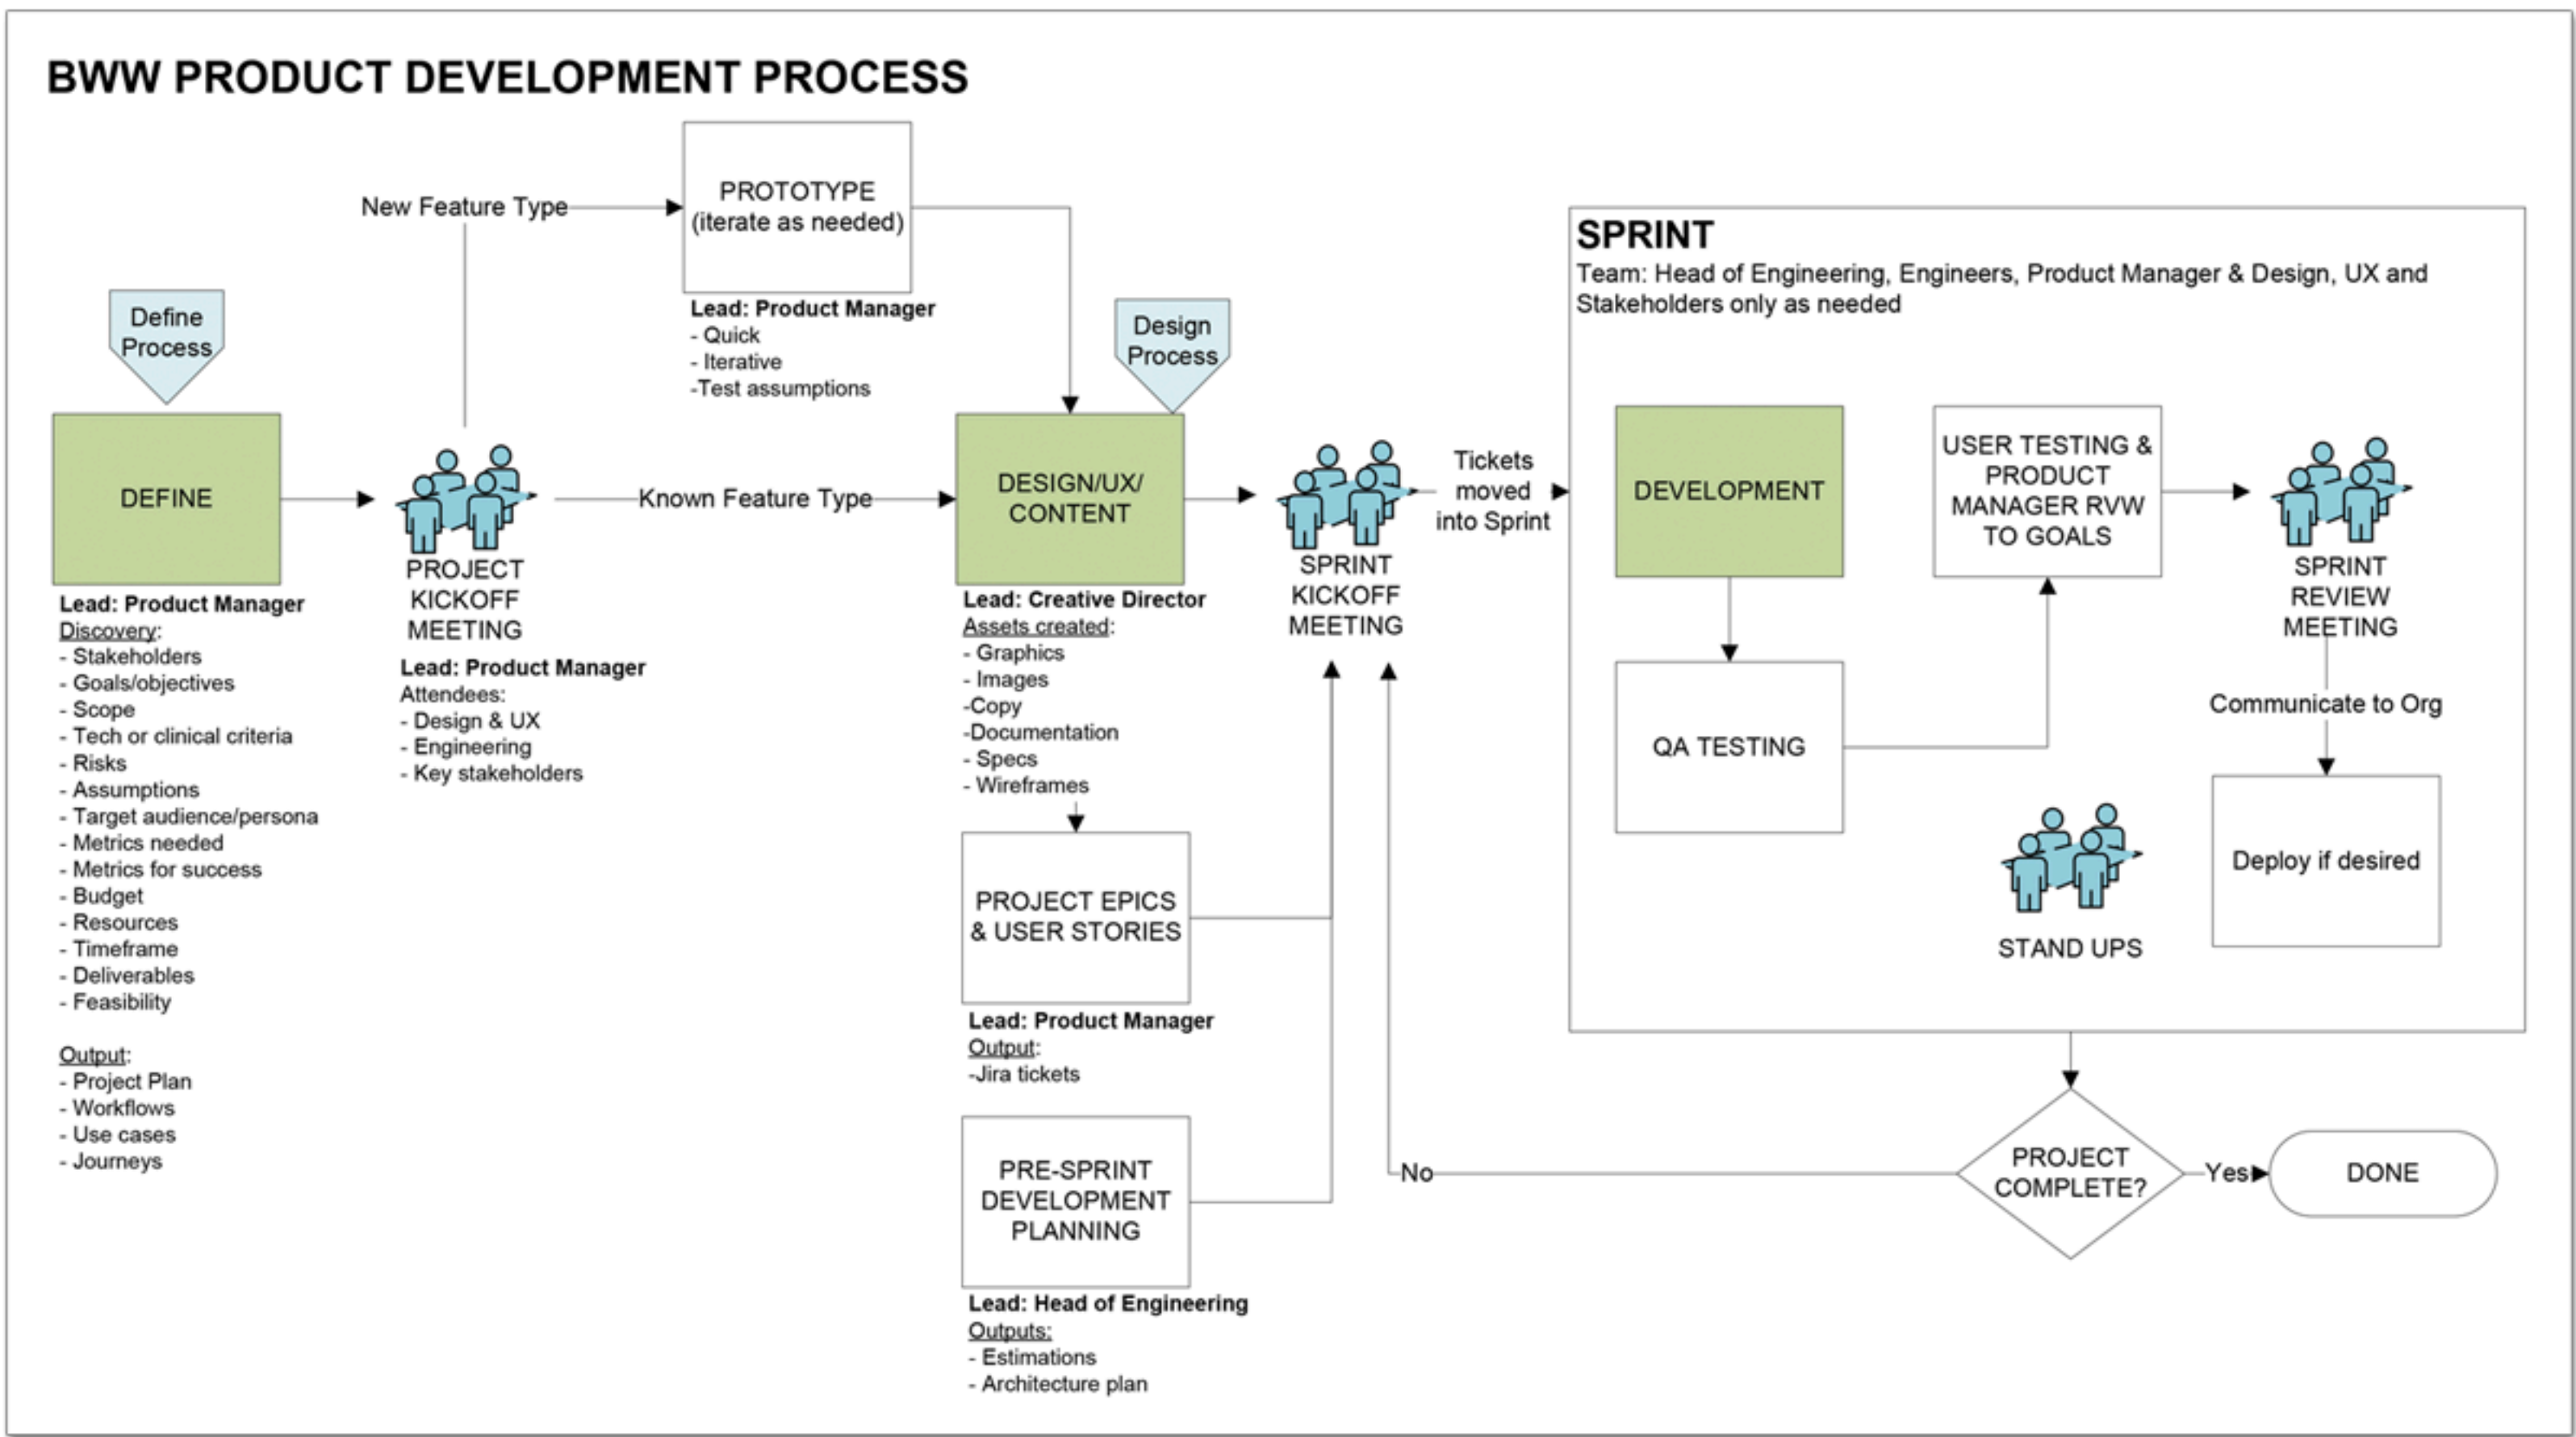 BWW PRODUCT DEVELOPMENT PROCESS
New Feature Type
PROTOTYPE
(iterate as needed)
Lead: Product Manager
- Quick
- Iterative
-Test assumptions
Define
Process
DEFINE
Lead: Product Manager
Discovery:
- Stakeholders
- Goals/objectives
- Scope
- Tech or clinical criteria
- Risks
- Assumptions
- Target audience/persona
- Metrics needed
- Metrics for success
- Budget
- Resources
- Timeframe
- Deliverables
- Feasibility
Output:
- Project Plan
- Workflows
- Use cases
- Journeys
PROJECT
KICKOFF
MEETING
Lead: Product Manager
Attendees:
- Design & UX
- Engineering
- Key stakeholders
Known Feature Type
Design
Process
DESIGN/UX/
CONTENT
Lead: Creative Director
Assets created:
- Graphics
- Images
-Copy
-Documentation
- Specs
- Wireframes
PROJECT EPICS
& USER STORIES
Lead: Product Manager
Output:
-Jira tickets
PRE-SPRINT
DEVELOPMENT
PLANNING
Lead: Head of Engineering
Outputs:
- Estimations
- Architecture plan
SPRINT
KICKOFF
MEETING
Tickets
moved
into Sprint
SPRINT
Team: Head of Engineering, Engineers, Product Manager & Design, UX and
Stakeholders only as needed
DEVELOPMENT
QA TESTING
USER TESTING &
PRODUCT
MANAGER RVW
TO GOALS
SPRINT
REVIEW
MEETING
Communicate to Org
Deploy if desired
STAND UPS
PROJECT
COMPLETE?
No
Yes
DONE